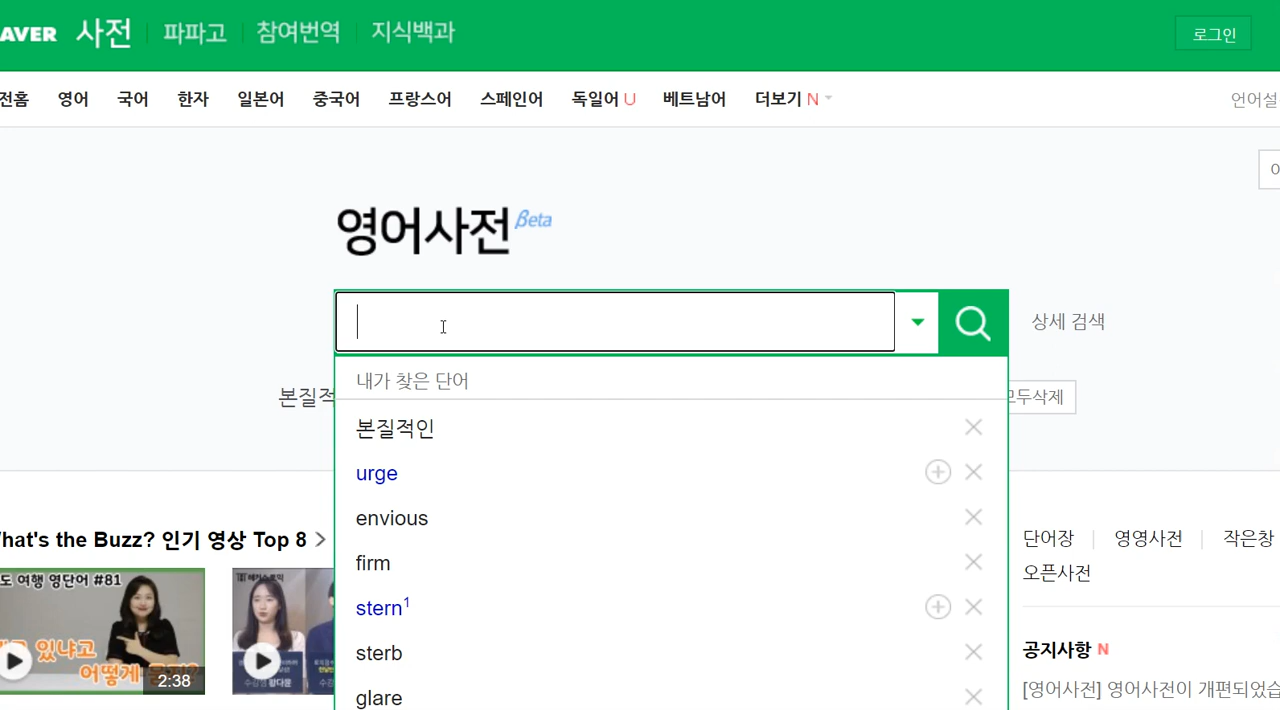 AVER 사전 파파고 참여번역 지식백과 로그인
전홈 영어 국어 한자 일본어 중국어 프랑스어 스페인어 독일어 U 베트남어 더보기 N 언어설
영어사전 βeta
상세 검색
내가 찾은 단어
본질적 모두삭제
본질적인
urge
envious
firm
stern1
sterb
glare
hat's the Buzz? 인기 영상 Top 8
도 여행 영단어 #81
있냐고
어떻게
2:38
단어장 영영사전 작은창
오픈사전
공지사항 N
[영어사전] 영어사전이 개편되었습